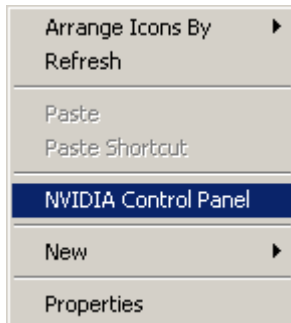 Arrange Icons By
Refresh
Paste
Paste Shortcut
NVIDIA Control Panel
New
Properties